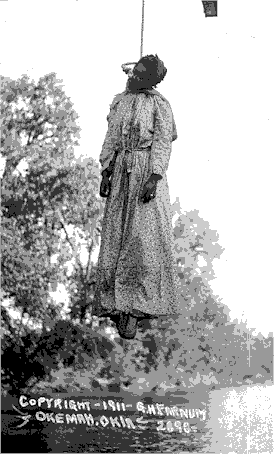 COPYRIGHT-1911-G.H.FARNUM
OKEMAH, OKLA
2898-